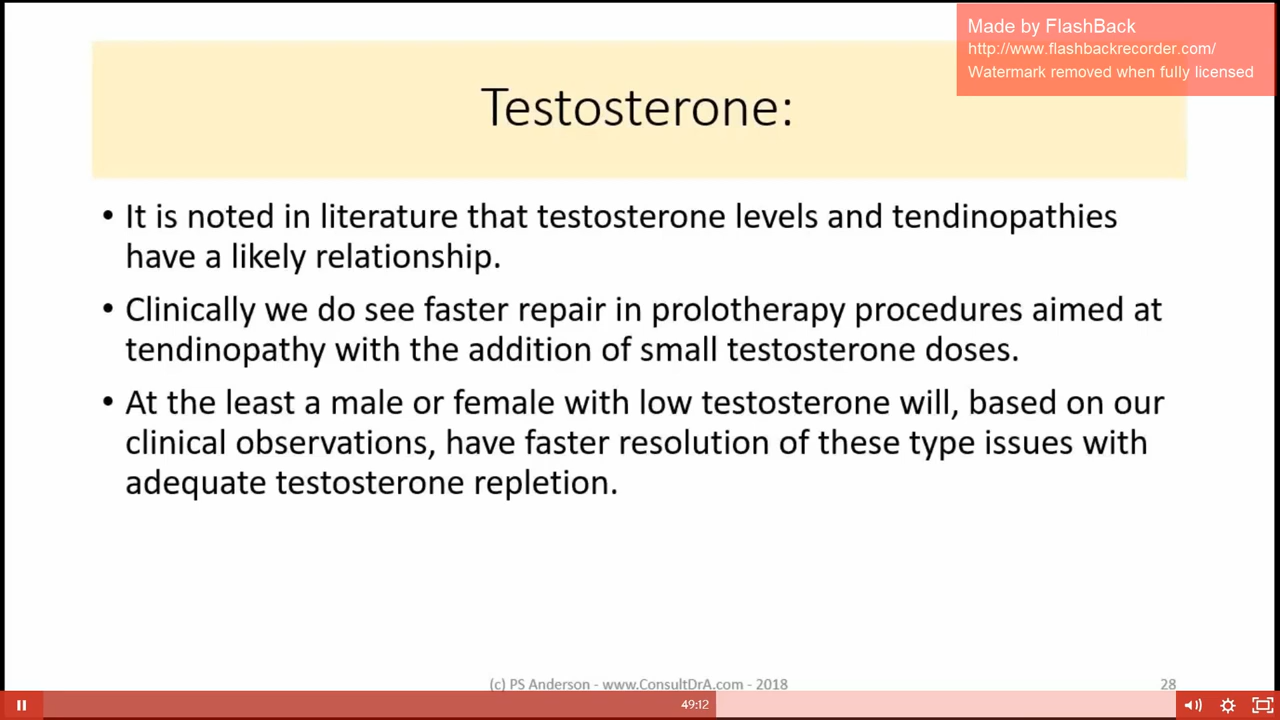 Made by FlashBack
http://www.flashbackrecorder.com/
Watermark removed when fully licensed
Testosterone:
• It is noted in literature that testosterone levels and tendinopathies
have a likely relationship.
• Clinically we do see faster repair in prolotherapy procedures aimed at
tendinopathy with the addition of small testosterone doses.
• At the least a male or female with low testosterone will, based on our
clinical observations, have faster resolution of these type issues with
adequate testosterone repletion.
(c) PS Anderson - www.ConsultDrA.com - 2018
28
49:12